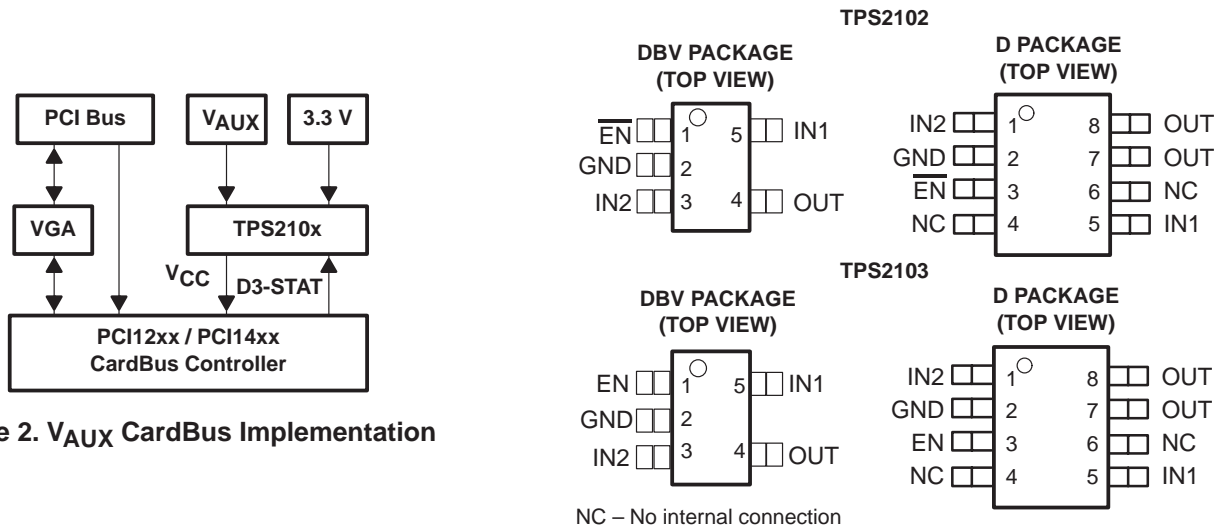 PCI Bus
VAUX
3.3 V
VGA
TPS210x
VCC
D3-STAT
PCI12xx / PCI14xx
CardBus Controller
e 2. VAUX CardBus Implementation
TPS2102
DBV PACKAGE
(TOP VIEW)
E̅N̅ 1 5 IN1
GND 2
IN2 3 4 OUT
D PACKAGE
(TOP VIEW)
IN2 1 8 OUT
GND 2 7 OUT
E̅N̅ 3 6 NC
NC 4 5 IN1
TPS2103
DBV PACKAGE
(TOP VIEW)
EN 1 5 IN1
GND 2
IN2 3 4 OUT
D PACKAGE
(TOP VIEW)
IN2 1 8 OUT
GND 2 7 OUT
EN 3 6 NC
NC 4 5 IN1
NC – No internal connection